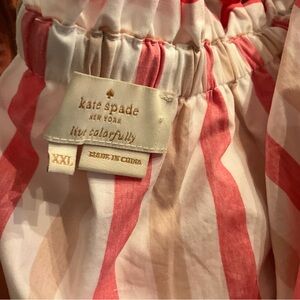 kate spade
NEW YORK
live colorfully
XXL
MADE IN CHINA